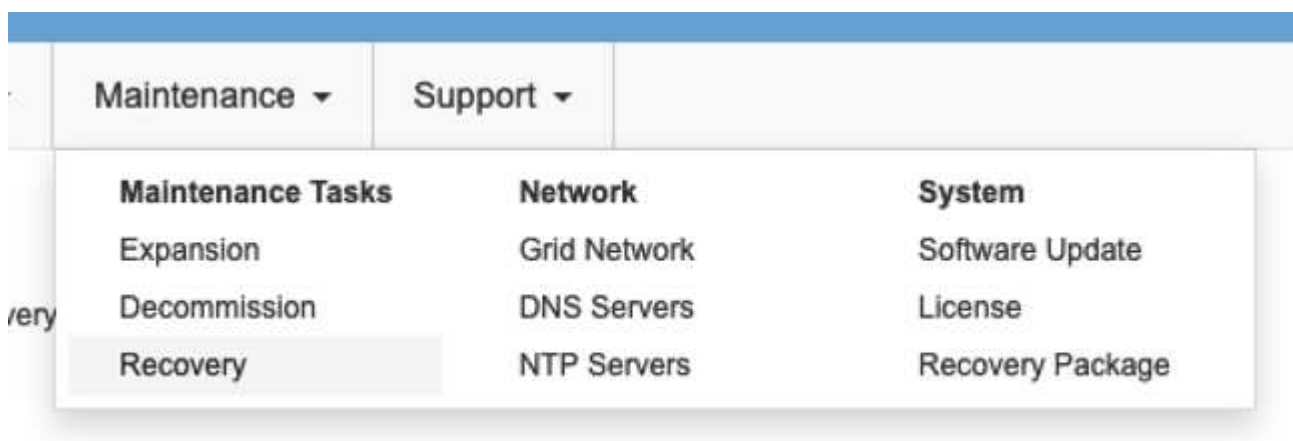 Maintenance
Support
Maintenance Tasks
Expansion
Decommission
Recovery
Network
Grid Network
DNS Servers
NTP Servers
System
Software Update
License
Recovery Package
very